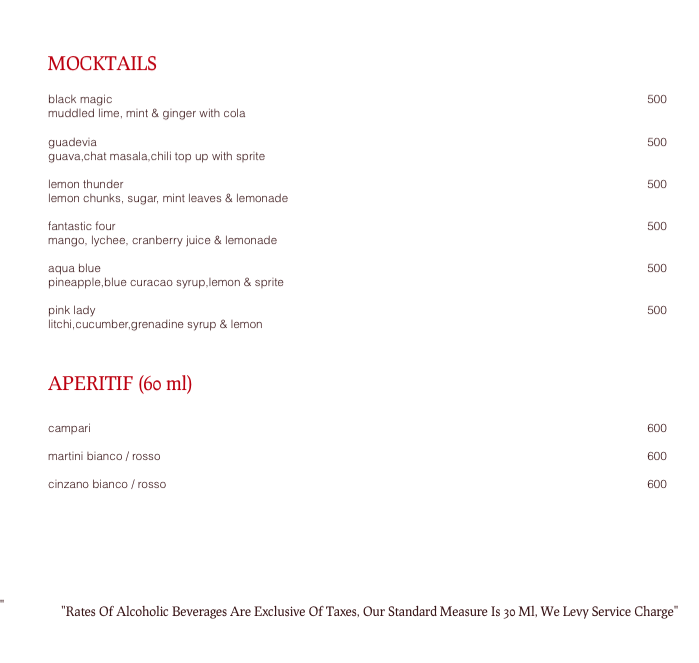 MOCKTAILS
black magic 500
muddled lime, mint & ginger with cola
guadevia 500
guava,chat masala,chili top up with sprite
lemon thunder 500
lemon chunks, sugar, mint leaves & lemonade
fantastic four 500
mango, lychee, cranberry juice & lemonade
aqua blue 500
pineapple,blue curacao syrup,lemon & sprite
pink lady 500
litchi,cucumber,grenadine syrup & lemon
APERITIF (60 ml)
campari 600
martini bianco / rosso 600
cinzano bianco / rosso 600
"
"Rates Of Alcoholic Beverages Are Exclusive Of Taxes, Our Standard Measure Is 30 Ml, We Levy Service Charge"